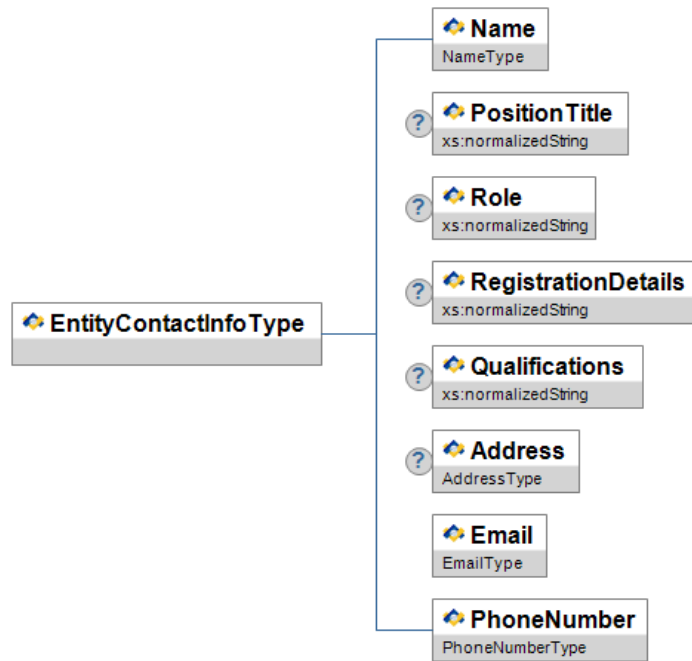 Name
NameType
?
PositionTitle
xs:normalizedString
?
Role
xs:normalizedString
?
RegistrationDetails
xs:normalizedString
EntityContactInfoType
?
Qualifications
xs:normalizedString
?
Address
AddressType
Email
EmailType
PhoneNumber
PhoneNumberType